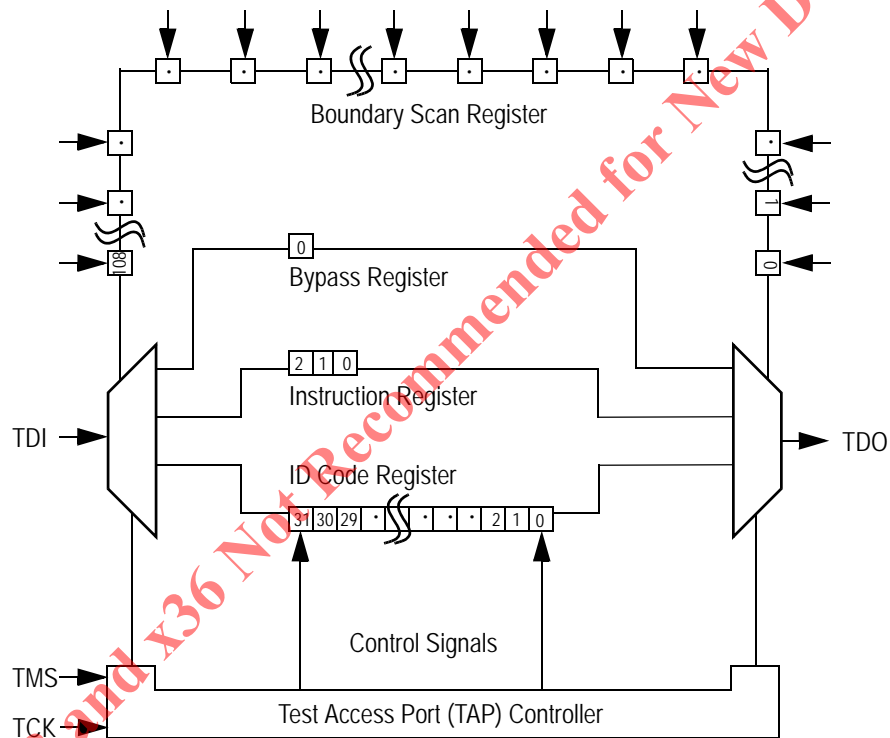 Boundary Scan Register
1
108
0
0
Bypass Register
2 1 0
Instruction Register
TDI
TDO
ID Code Register
31 30 29 · · · · · 2 1 0
Control Signals
TMS
Test Access Port (TAP) Controller
TCK
and x36 Not Recommended for New D